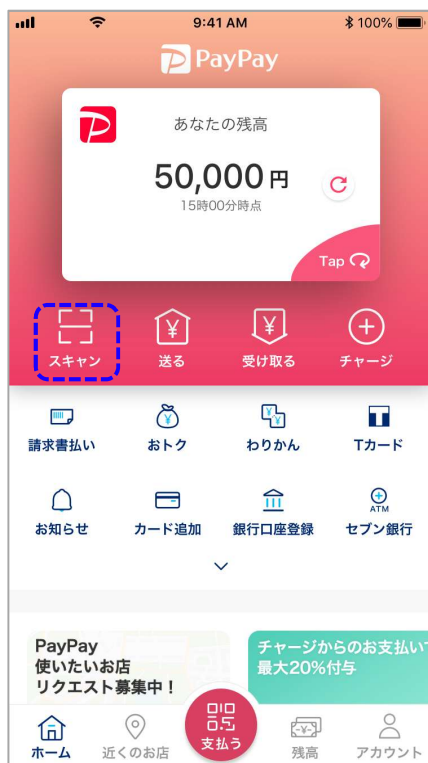 9:41 AM 100%
PayPay
あなたの残高
50,000 円
15時00分時点
Tap
スキャン 送る 受け取る チャージ
請求書払い おトク わりかん Tカード
ATM
お知らせ カード追加 銀行口座登録 セブン銀行
PayPay
使いたいお店
リクエスト募集中！
チャージからのお支払いで
最大20%付与
支払う
ホーム 近くのお店 残高 アカウント